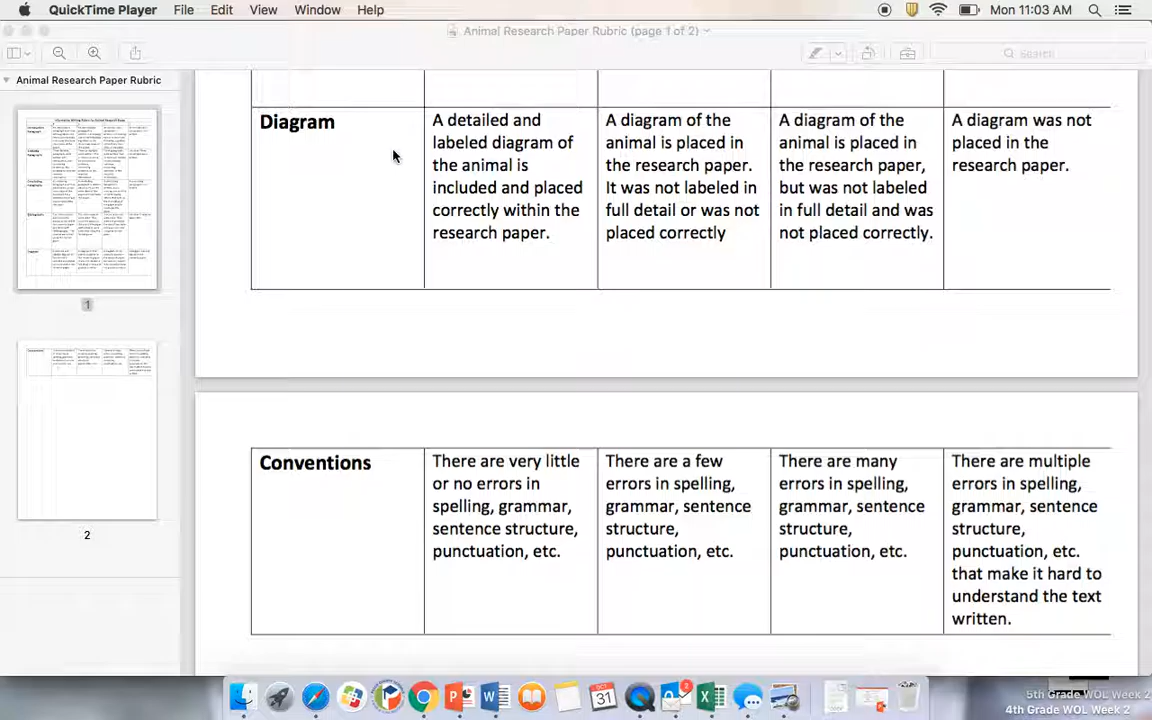 QuickTime Player File Edit View Window Help Mon 11:03 AM
Animal Research Paper Rubric (page 1 of 2)
Search
Animal Research Paper Rubric
1
2
Diagram
A detailed and
labeled diagram of
the animal is
included and placed
correctly within the
research paper.
A diagram of the
animal is placed in
the research paper.
It was not labeled in
full detail or was not
placed correctly
A diagram of the
animal is placed in
the research paper,
but was not labeled
in full detail and was
not placed correctly.
A diagram was not
placed in the
research paper.
Conventions
There are very little
or no errors in
spelling, grammar,
sentence structure,
punctuation, etc.
There are a few
errors in spelling,
grammar, sentence
structure,
punctuation, etc.
There are many
errors in spelling,
grammar, sentence
structure,
punctuation, etc.
There are multiple
errors in spelling,
grammar, sentence
structure,
punctuation, etc.
that make it hard to
understand the text
written.
OCT
31
5th Grade WOL Week 2
4th Grade WOL Week 2